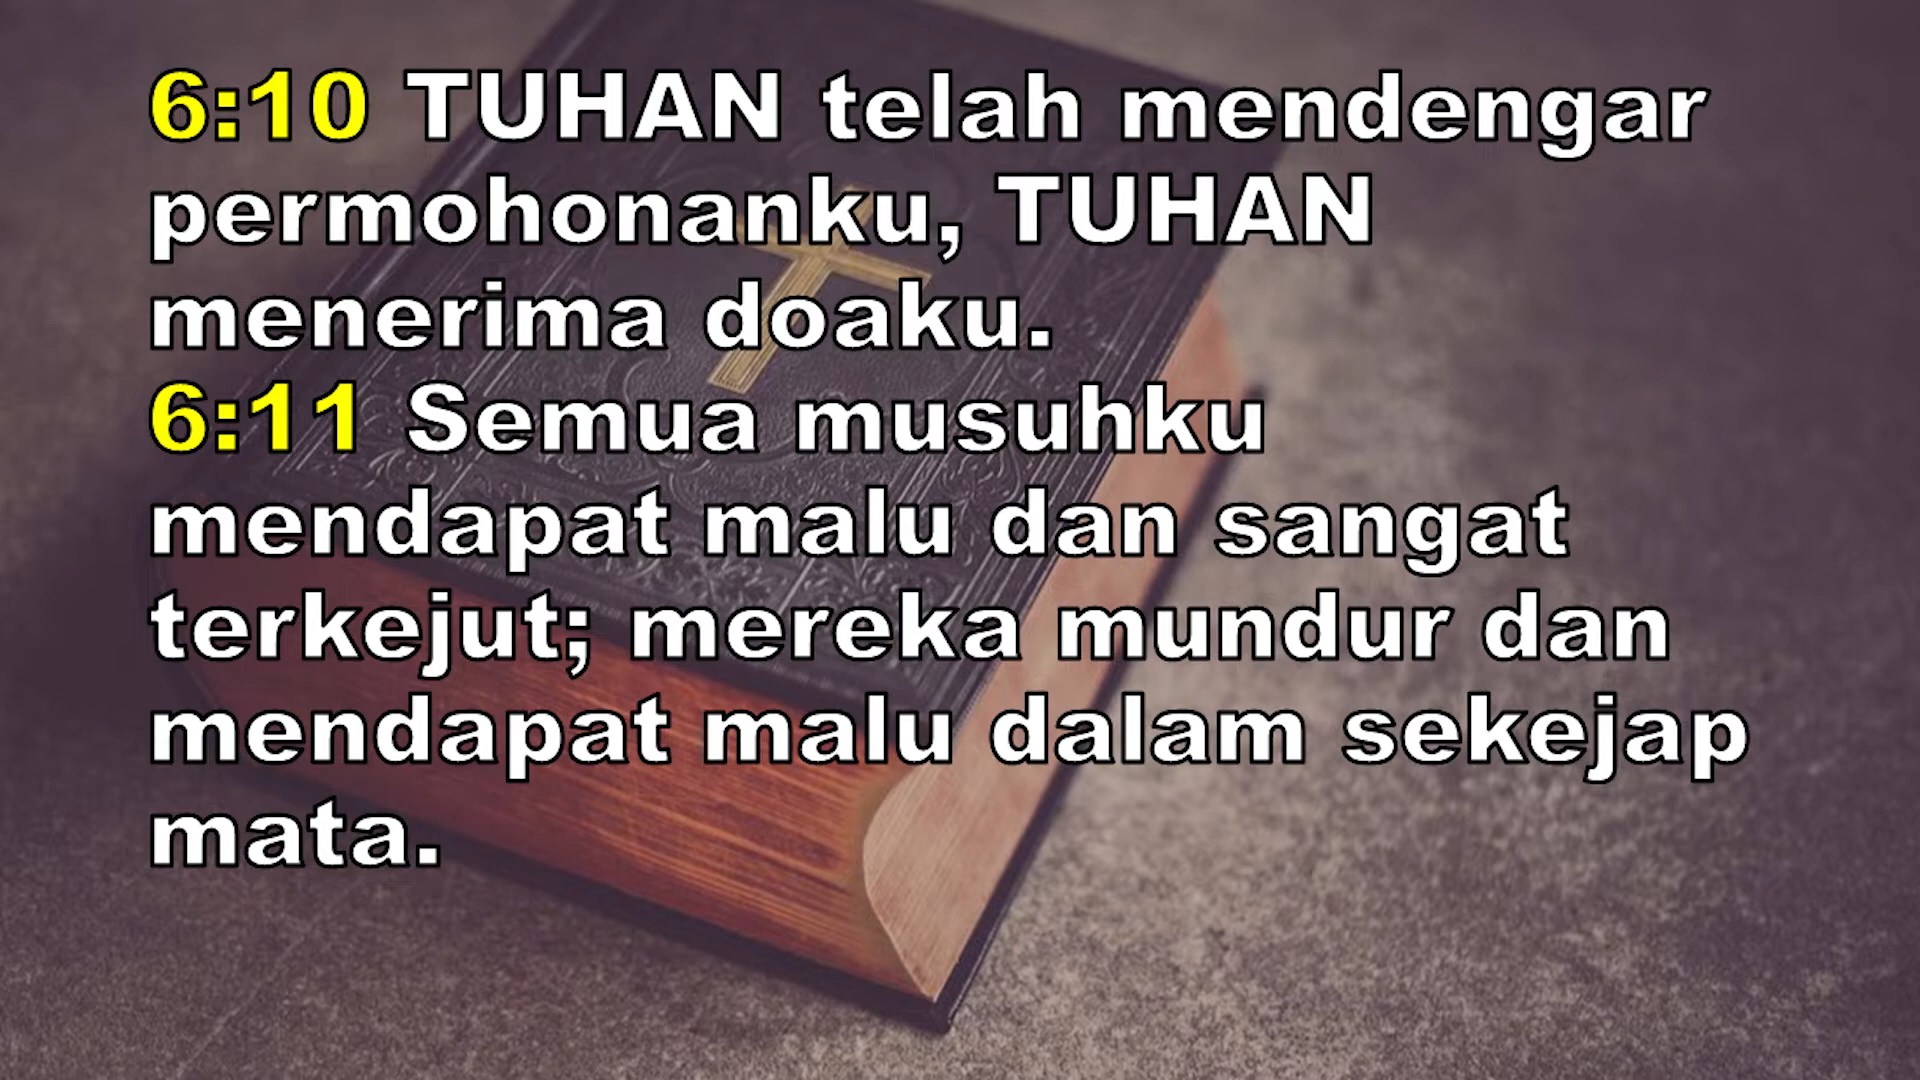 6:10 TUHAN telah mendengar
permohonanku, TUHAN
menerima doaku.
6:11 Semua musuhku
mendapat malu dan sangat
terkejut; mereka mundur dan
mendapat malu dalam sekejap
mata.